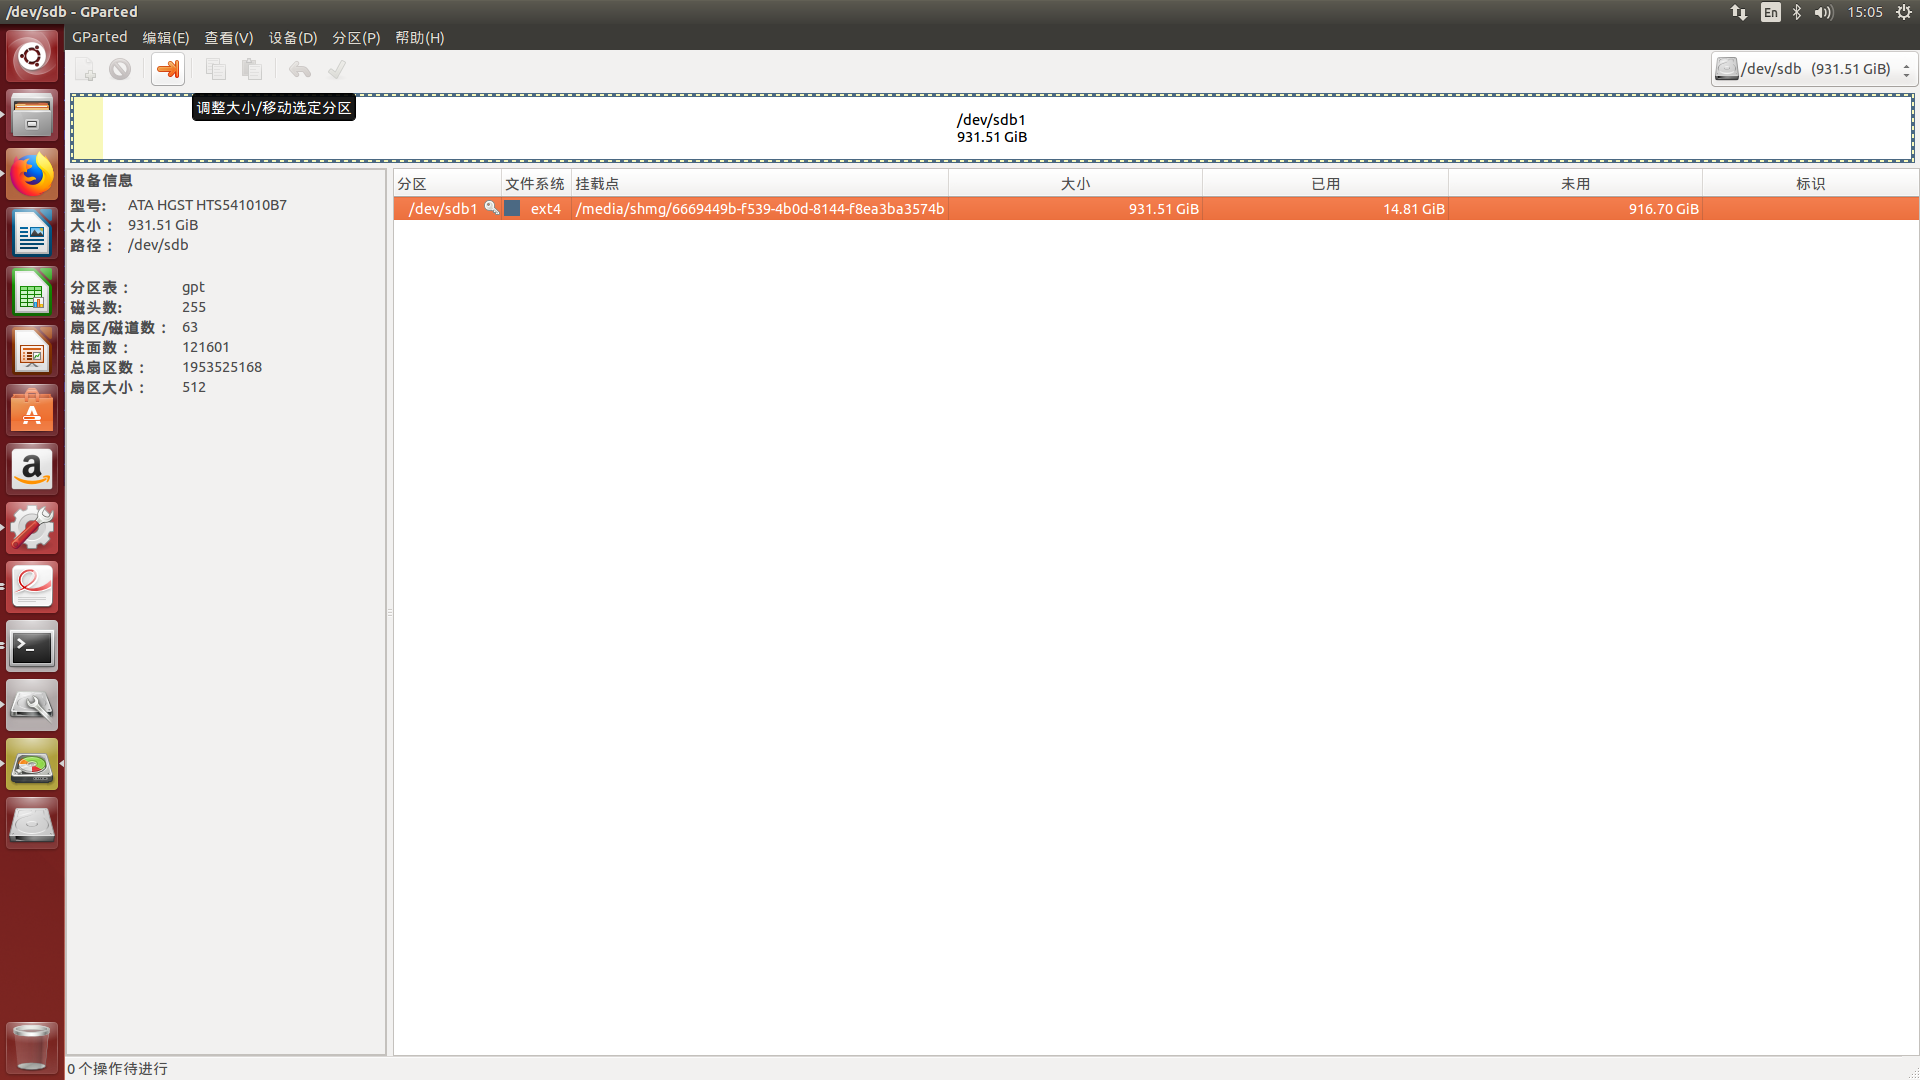 /dev/sdb - GParted
En
15:05
GParted 编辑(E) 查看(V) 设备(D) 分区(P) 帮助(H)
/dev/sdb (931.51 GiB)
调整大小/移动选定分区
/dev/sdb1
931.51 GiB
设备信息
型号: ATA HGST HTS541010B7
大小： 931.51 GiB
路径： /dev/sdb
分区表： gpt
磁头数: 255
扇区/磁道数： 63
柱面数： 121601
总扇区数： 1953525168
扇区大小： 512
分区 文件系统 挂载点 大小 已用 未用 标识
/dev/sdb1 ext4 /media/shmg/6669449b-f539-4b0d-8144-f8ea3ba3574b 931.51 GiB 14.81 GiB 916.70 GiB
0 个操作待进行